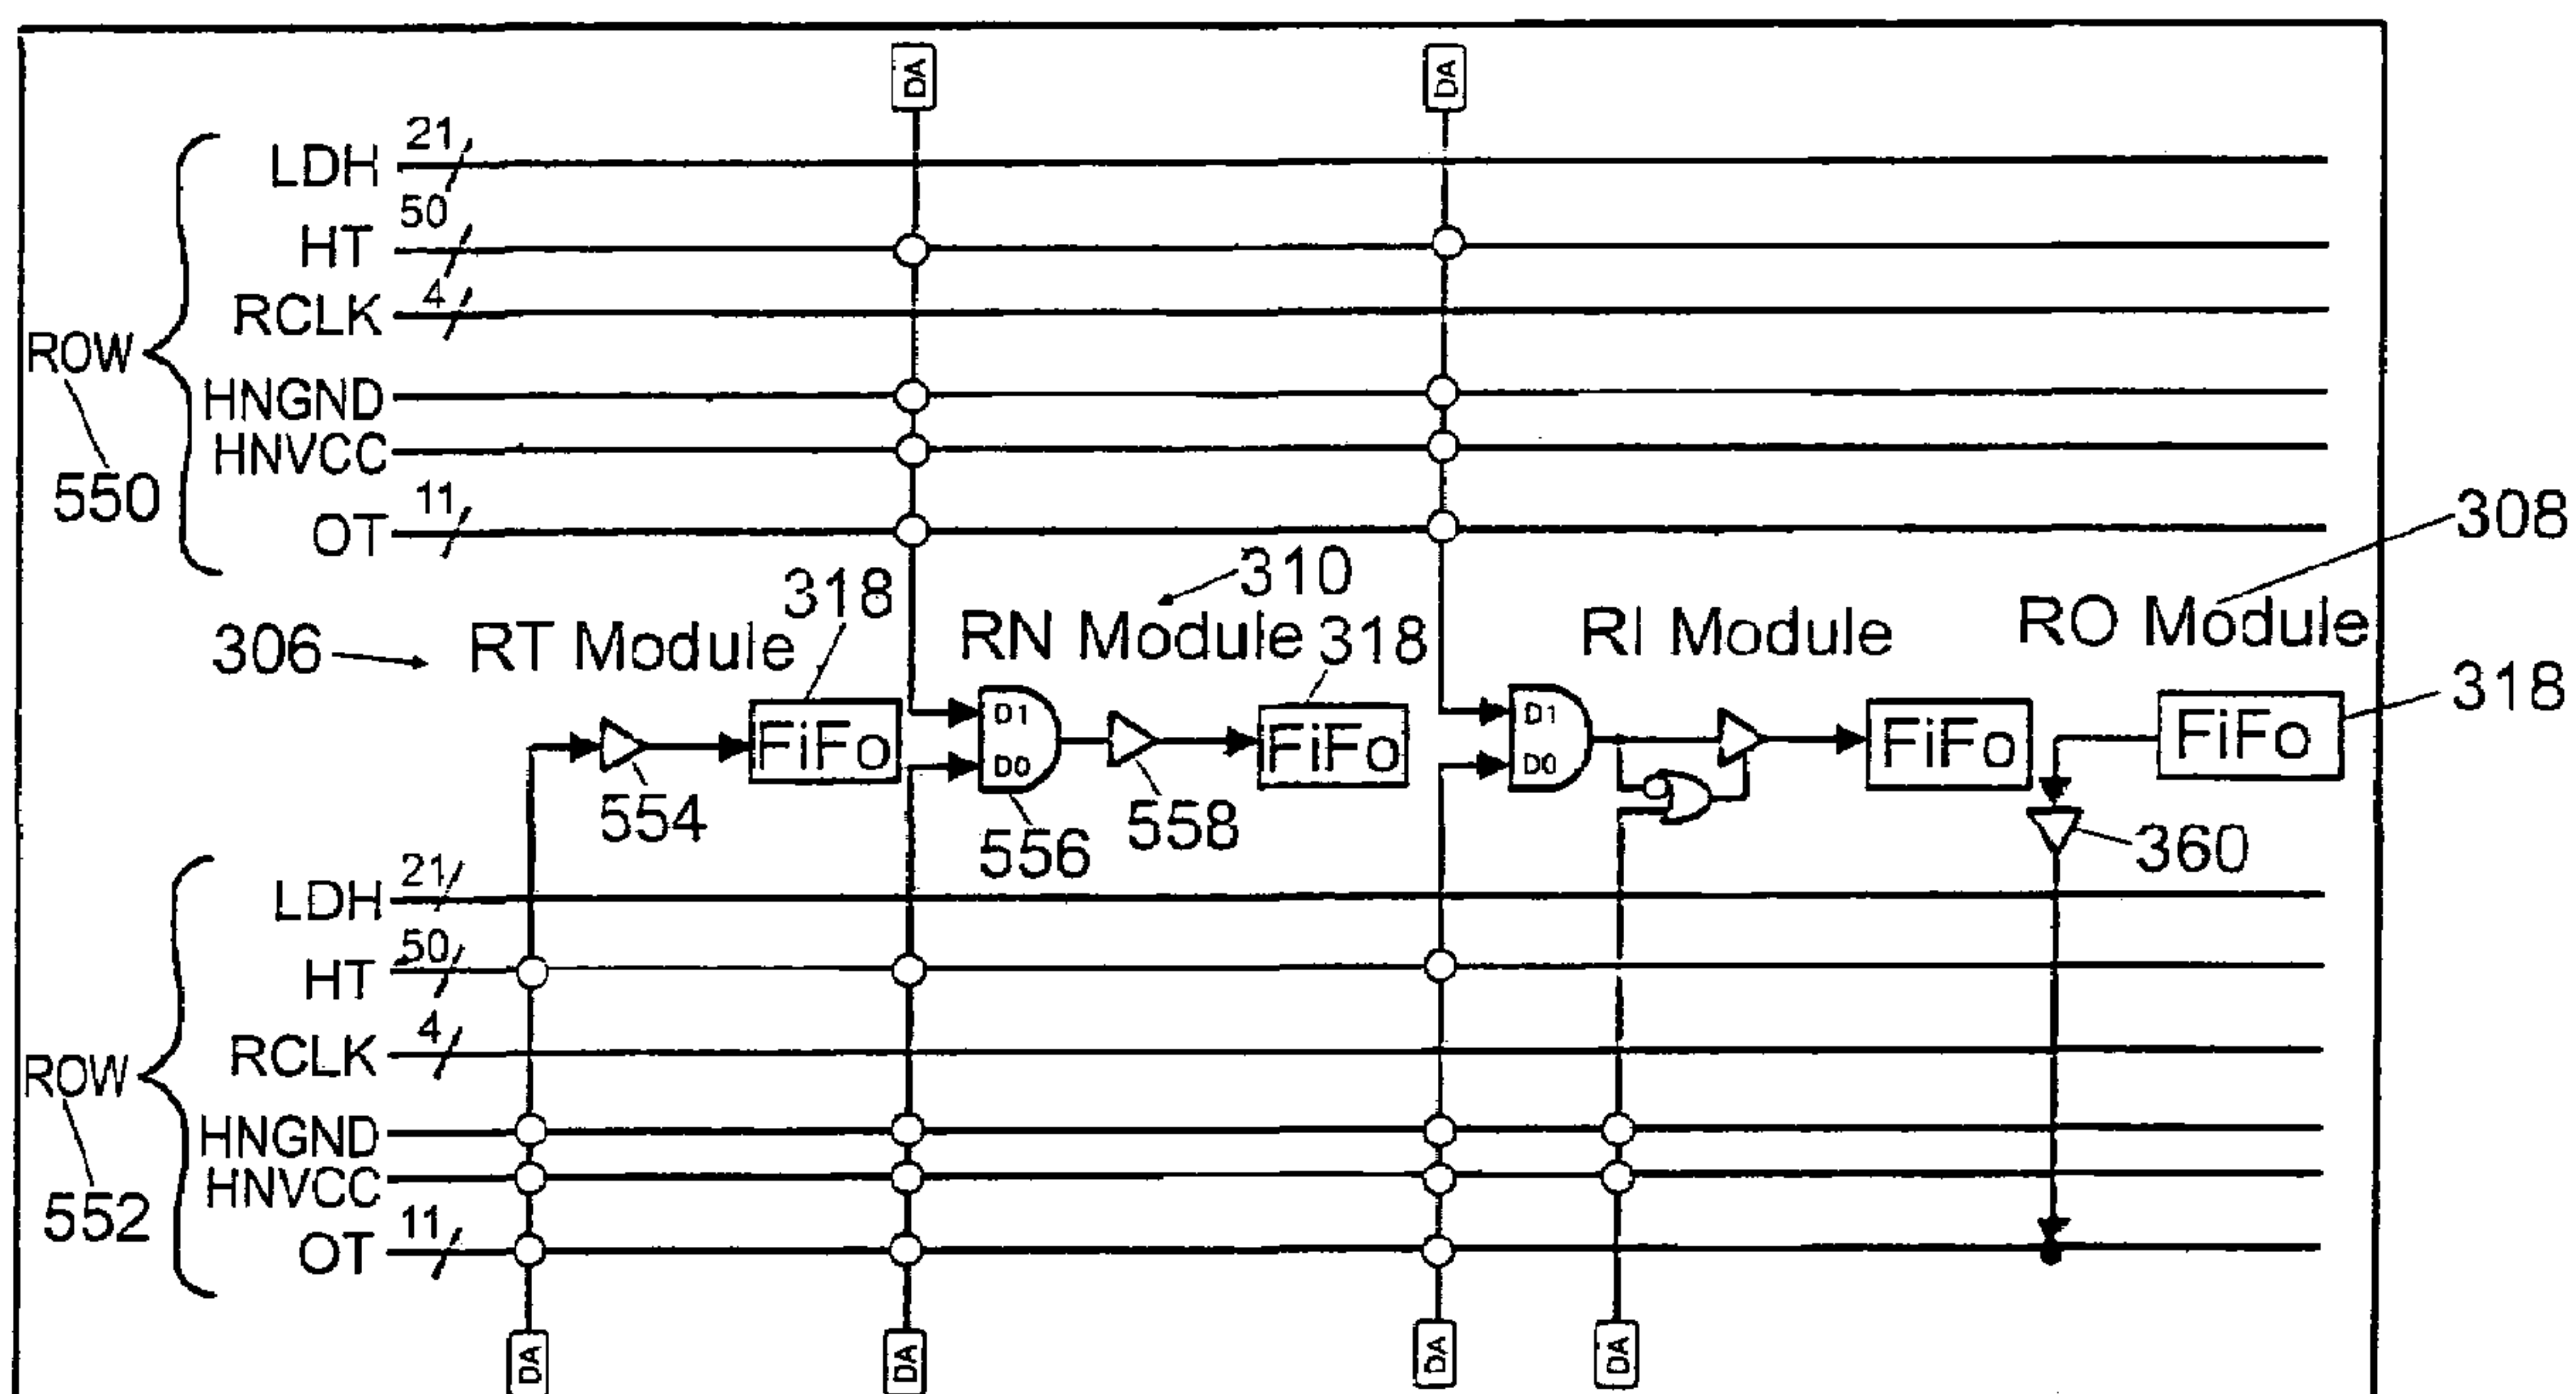 DA DA
LDH 21
HT 50
RCLK 4
ROW
HNGND
HNVCC
550
OT 11
308
318 310
306 RT Module RN Module 318 RI Module RO Module
318
D1 D1
FiFo FiFo FiFo FiFo
D0 D0
554 556 558 360
LDH 21
HT 50
RCLK 4
ROW
HNGND
HNVCC
552
OT 11
DA DA DA DA